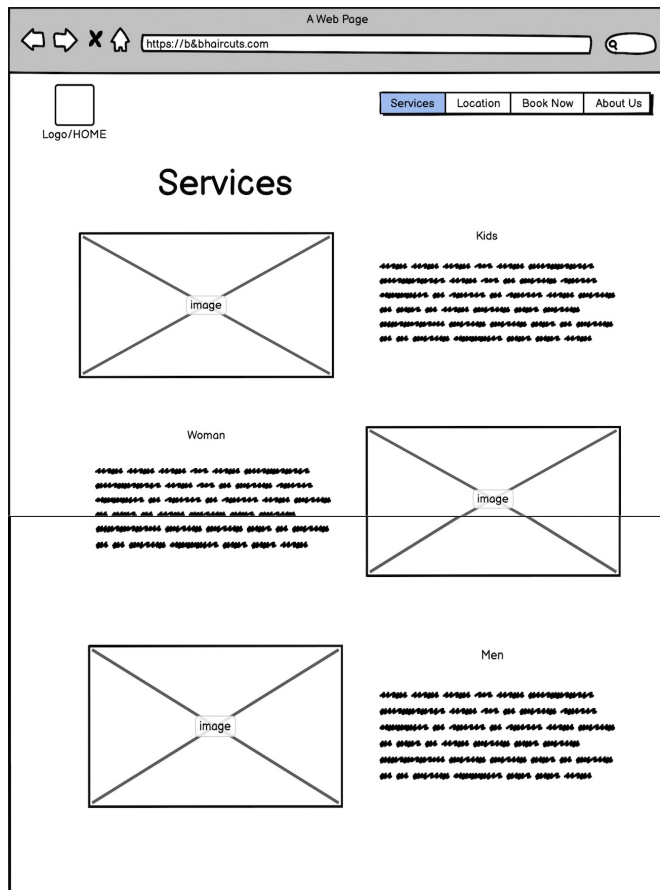 A Web Page
https://b&bhaircuts.com
Services Location Book Now About Us
Logo/HOME
Services
image
Kids
Woman
image
image
Men